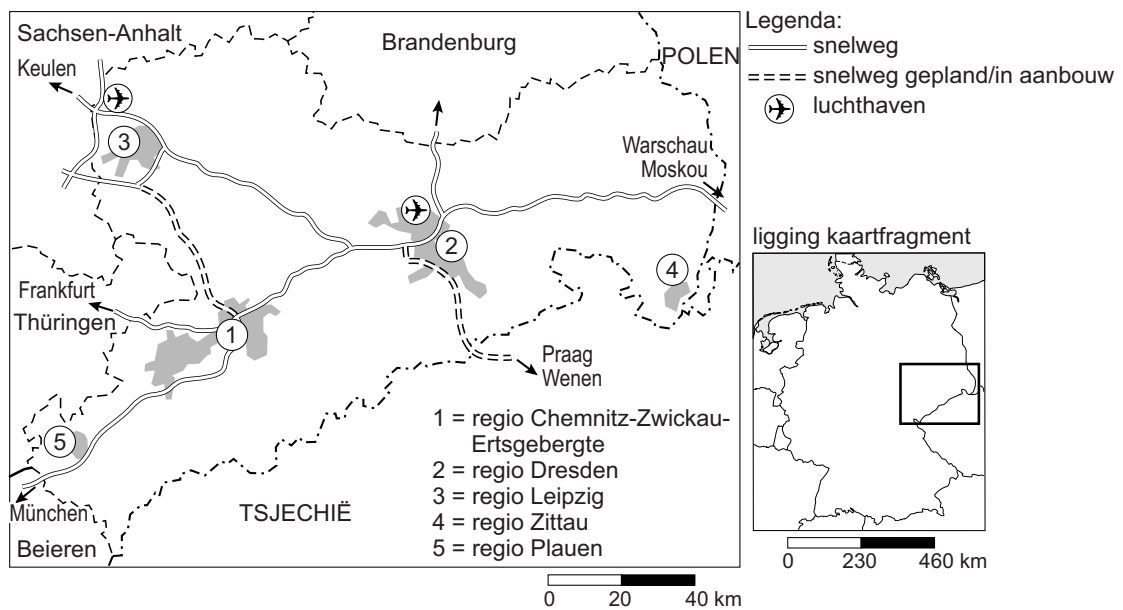 Sachsen-Anhalt
Keulen
Brandenburg
POLEN
3
Warschau
Moskou
2
4
Frankfurt
Thüringen
1
Praag
Wenen
5
München
Beieren
TSJECHIË
1 = regio Chemnitz-Zwickau-
Ertsgebergte
2 = regio Dresden
3 = regio Leipzig
4 = regio Zittau
5 = regio Plauen
0 20 40 km
Legenda:
snelweg
snelweg gepland/in aanbouw
luchthaven
ligging kaartfragment
0 230 460 km